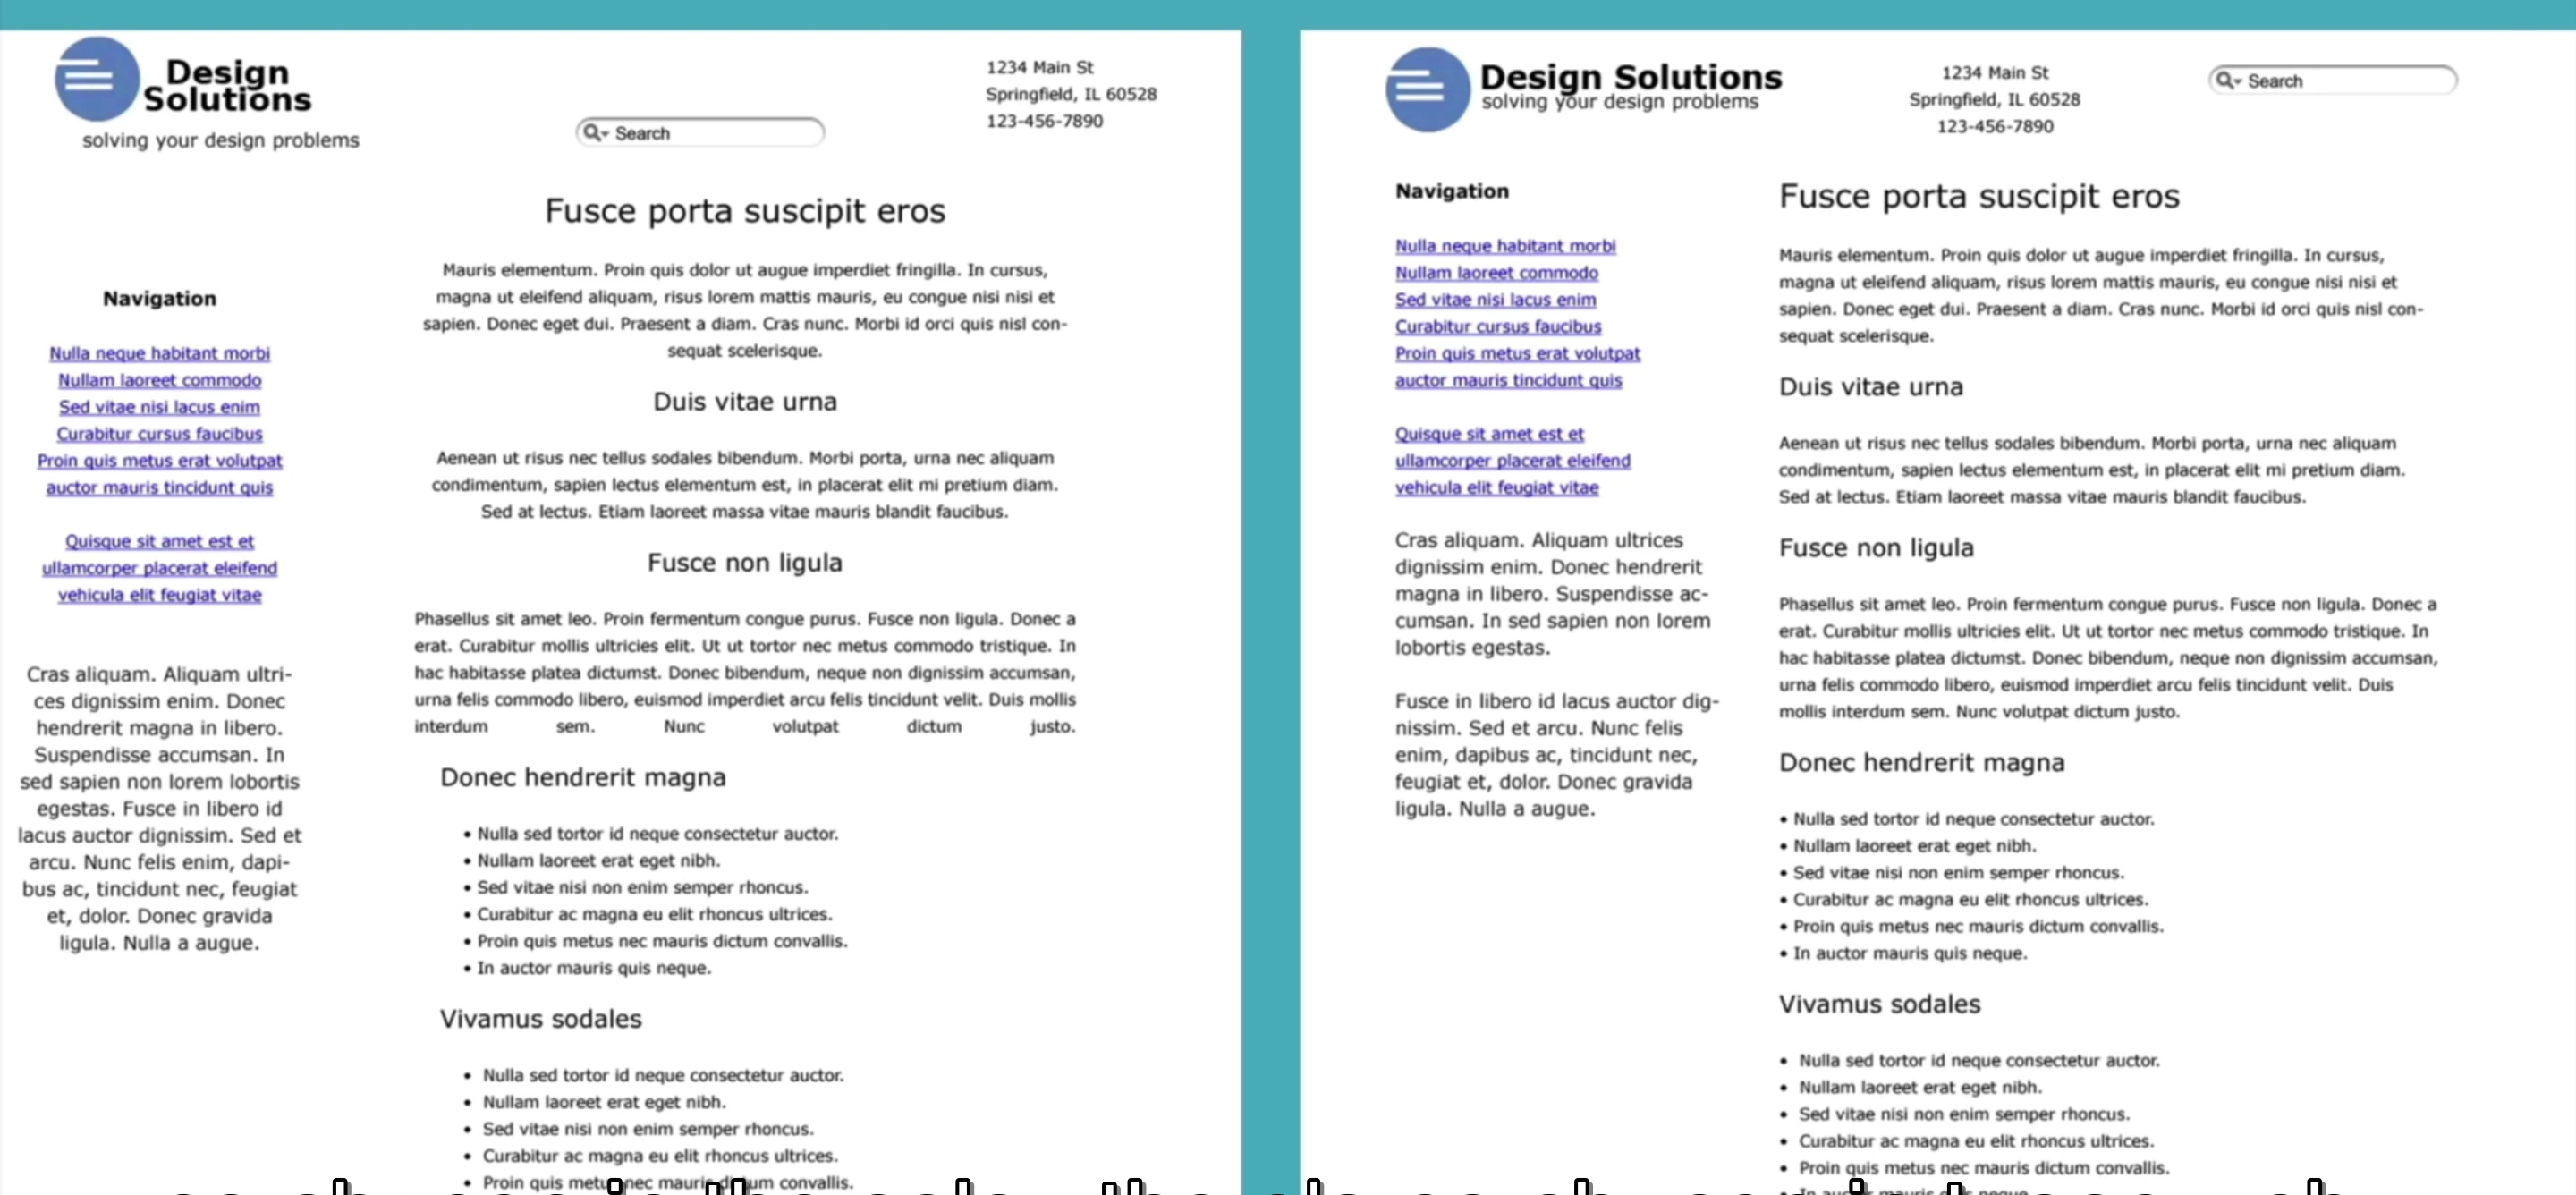 Design
Solutions
solving your design problems
Search
1234 Main St
Springfield, IL 60528
123-456-7890
Navigation
Nulla neque habitant morbi
Nullam laoreet commodo
Sed vitae nisi lacus enim
Curabitur cursus faucibus
Proin quis metus erat volutpat
auctor mauris tincidunt quis
Quisque sit amet est et
ullamcorper placerat eleifend
vehicula elit feugiat vitae
Cras aliquam. Aliquam ultri-
ces dignissim enim. Donec
hendrerit magna in libero.
Suspendisse accumsan. In
sed sapien non lorem lobortis
egestas. Fusce in libero id
lacus auctor dignissim. Sed et
arcu. Nunc felis enim, dapi-
bus ac, tincidunt nec, feugiat
et, dolor. Donec gravida
ligula. Nulla a augue.
Fusce porta suscipit eros
Mauris elementum. Proin quis dolor ut augue imperdiet fringilla. In cursus,
magna ut eleifend aliquam, risus lorem mattis mauris, eu congue nisi nisi et
sapien. Donec eget dui. Praesent a diam. Cras nunc. Morbi id orci quis nisl con-
sequat scelerisque.
Duis vitae urna
Aenean ut risus nec tellus sodales bibendum. Morbi porta, urna nec aliquam
condimentum, sapien lectus elementum est, in placerat elit mi pretium diam.
Sed at lectus. Etiam laoreet massa vitae mauris blandit faucibus.
Fusce non ligula
Phasellus sit amet leo. Proin fermentum congue purus. Fusce non ligula. Donec a
erat. Curabitur mollis ultricies elit. Ut ut tortor nec metus commodo tristique. In
hac habitasse platea dictumst. Donec bibendum, neque non dignissim accumsan,
urna felis commodo libero, euismod imperdiet arcu felis tincidunt velit. Duis mollis
interdum sem. Nunc volutpat dictum justo.
Donec hendrerit magna
• Nulla sed tortor id neque consectetur auctor.
• Nullam laoreet erat eget nibh.
• Sed vitae nisi non enim semper rhoncus.
• Curabitur ac magna eu elit rhoncus ultrices.
• Proin quis metus nec mauris dictum convallis.
• In auctor mauris quis neque.
Vivamus sodales
• Nulla sed tortor id neque consectetur auctor.
• Nullam laoreet erat eget nibh.
• Sed vitae nisi non enim semper rhoncus.
• Curabitur ac magna eu elit rhoncus ultrices.
• Proin quis metus nec mauris dictum convallis.
Design Solutions
solving your design problems
1234 Main St
Springfield, IL 60528
123-456-7890
Search
Navigation
Nulla neque habitant morbi
Nullam laoreet commodo
Sed vitae nisi lacus enim
Curabitur cursus faucibus
Proin quis metus erat volutpat
auctor mauris tincidunt quis
Quisque sit amet est et
ullamcorper placerat eleifend
vehicula elit feugiat vitae
Cras aliquam. Aliquam ultrices
dignissim enim. Donec hendrerit
magna in libero. Suspendisse ac-
cumsan. In sed sapien non lorem
lobortis egestas.
Fusce in libero id lacus auctor dig-
nissim. Sed et arcu. Nunc felis
enim, dapibus ac, tincidunt nec,
feugiat et, dolor. Donec gravida
ligula. Nulla a augue.
Fusce porta suscipit eros
Mauris elementum. Proin quis dolor ut augue imperdiet fringilla. In cursus,
magna ut eleifend aliquam, risus lorem mattis mauris, eu congue nisi nisi et
sapien. Donec eget dui. Praesent a diam. Cras nunc. Morbi id orci quis nisl con-
sequat scelerisque.
Duis vitae urna
Aenean ut risus nec tellus sodales bibendum. Morbi porta, urna nec aliquam
condimentum, sapien lectus elementum est, in placerat elit mi pretium diam.
Sed at lectus. Etiam laoreet massa vitae mauris blandit faucibus.
Fusce non ligula
Phasellus sit amet leo. Proin fermentum congue purus. Fusce non ligula. Donec a
erat. Curabitur mollis ultricies elit. Ut ut tortor nec metus commodo tristique. In
hac habitasse platea dictumst. Donec bibendum, neque non dignissim accumsan,
urna felis commodo libero, euismod imperdiet arcu felis tincidunt velit. Duis
mollis interdum sem. Nunc volutpat dictum justo.
Donec hendrerit magna
• Nulla sed tortor id neque consectetur auctor.
• Nullam laoreet erat eget nibh.
• Sed vitae nisi non enim semper rhoncus.
• Curabitur ac magna eu elit rhoncus ultrices.
• Proin quis metus nec mauris dictum convallis.
• In auctor mauris quis neque.
Vivamus sodales
• Nulla sed tortor id neque consectetur auctor.
• Nullam laoreet erat eget nibh.
• Sed vitae nisi non enim semper rhoncus.
• Curabitur ac magna eu elit rhoncus ultrices.
• Proin quis metus nec mauris dictum convallis.